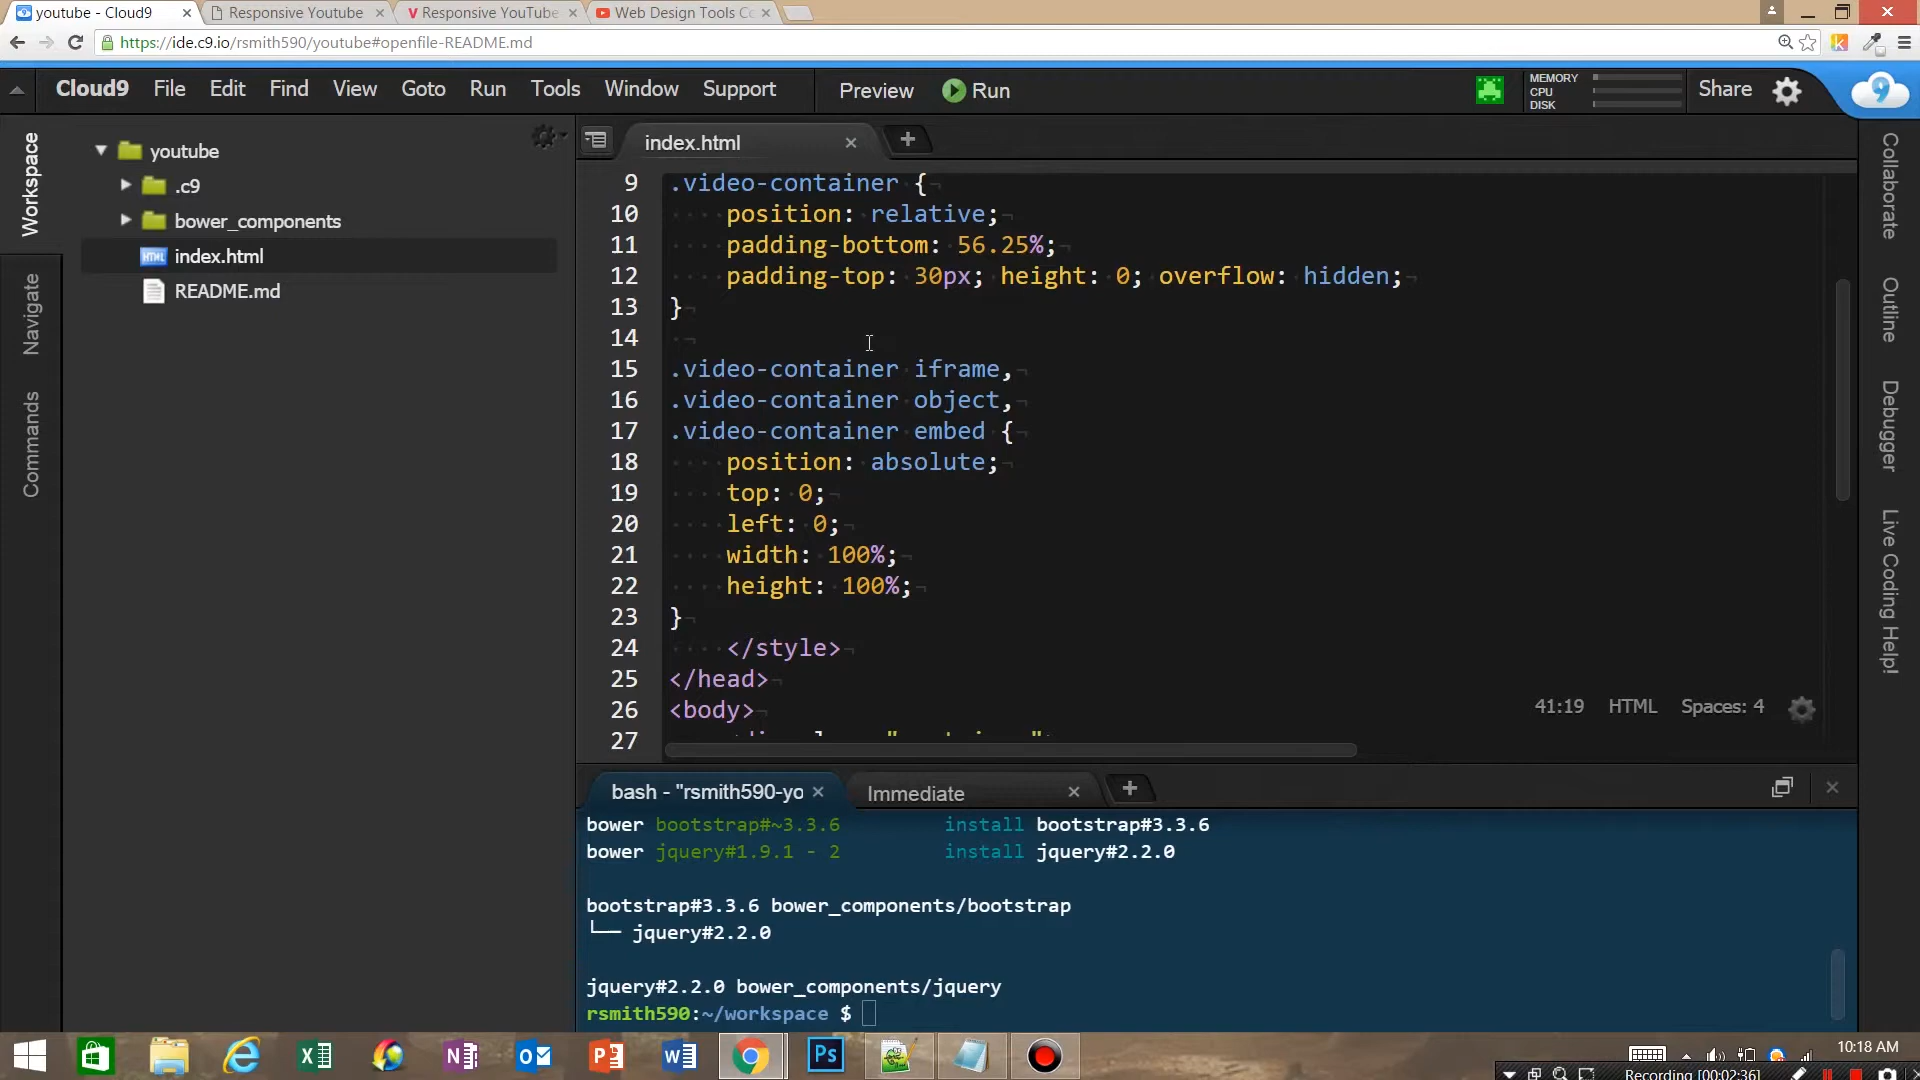 youtube - Cloud9
Responsive Youtube
Responsive YouTube
Web Design Tools Co
https://ide.c9.io/rsmith590/youtube#openfile-README.md
Cloud9 File Edit Find View Goto Run Tools Window Support Preview Run
MEMORY
CPU
DISK
Share
Workspace
Navigate
Commands
youtube
.c9
bower_components
index.html
README.md
index.html
9 .video-container {
10 position: relative;
11 padding-bottom: 56.25%;
12 padding-top: 30px; height: 0; overflow: hidden;
13 }
14
15 .video-container iframe,
16 .video-container object,
17 .video-container embed {
18 position: absolute;
19 top: 0;
20 left: 0;
21 width: 100%;
22 height: 100%;
23 }
24 </style>
25 </head>
26 <body>
27
41:19 HTML Spaces: 4
Collaborate
Outline
Debugger
Live Coding Help!
bash - "rsmith590-yo
Immediate
bower bootstrap#~3.3.6 install bootstrap#3.3.6
bower jquery#1.9.1 - 2 install jquery#2.2.0
bootstrap#3.3.6 bower_components/bootstrap
└── jquery#2.2.0
jquery#2.2.0 bower_components/jquery
rsmith590:~/workspace $
10:18 AM
Recording [00:02:36]